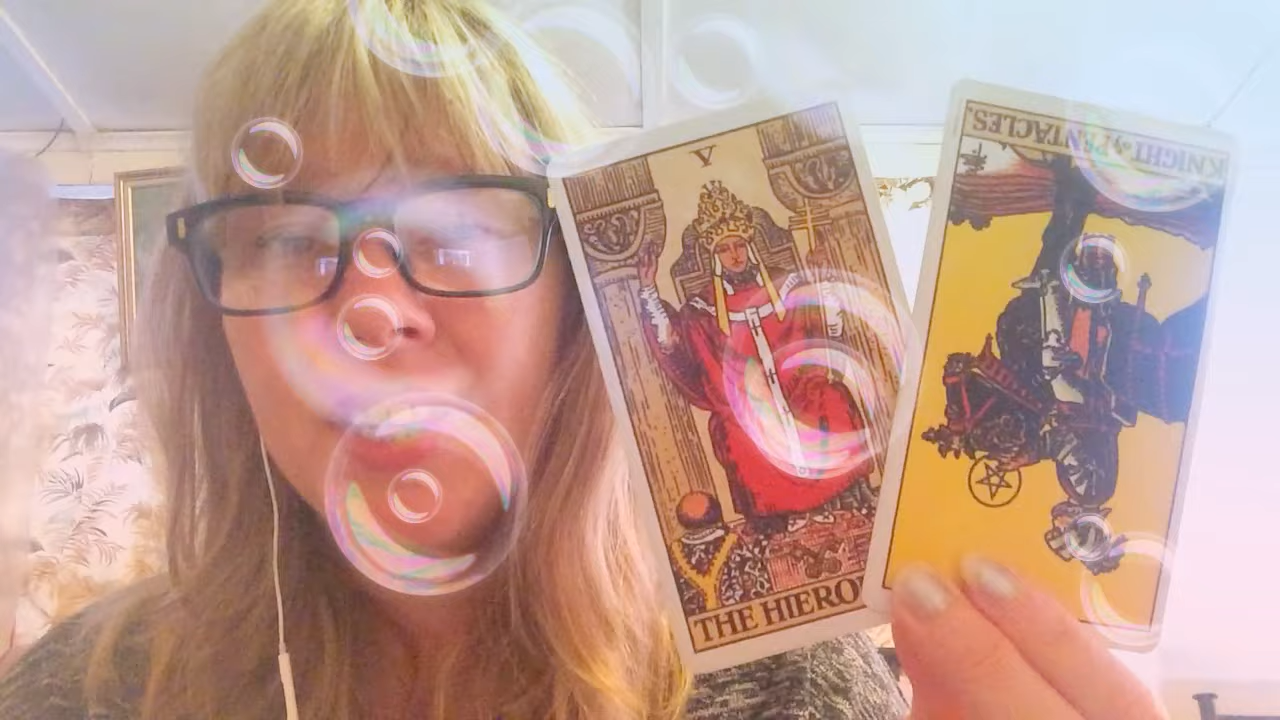 V
THE HIERO
KNIGHT of PENTACLES.